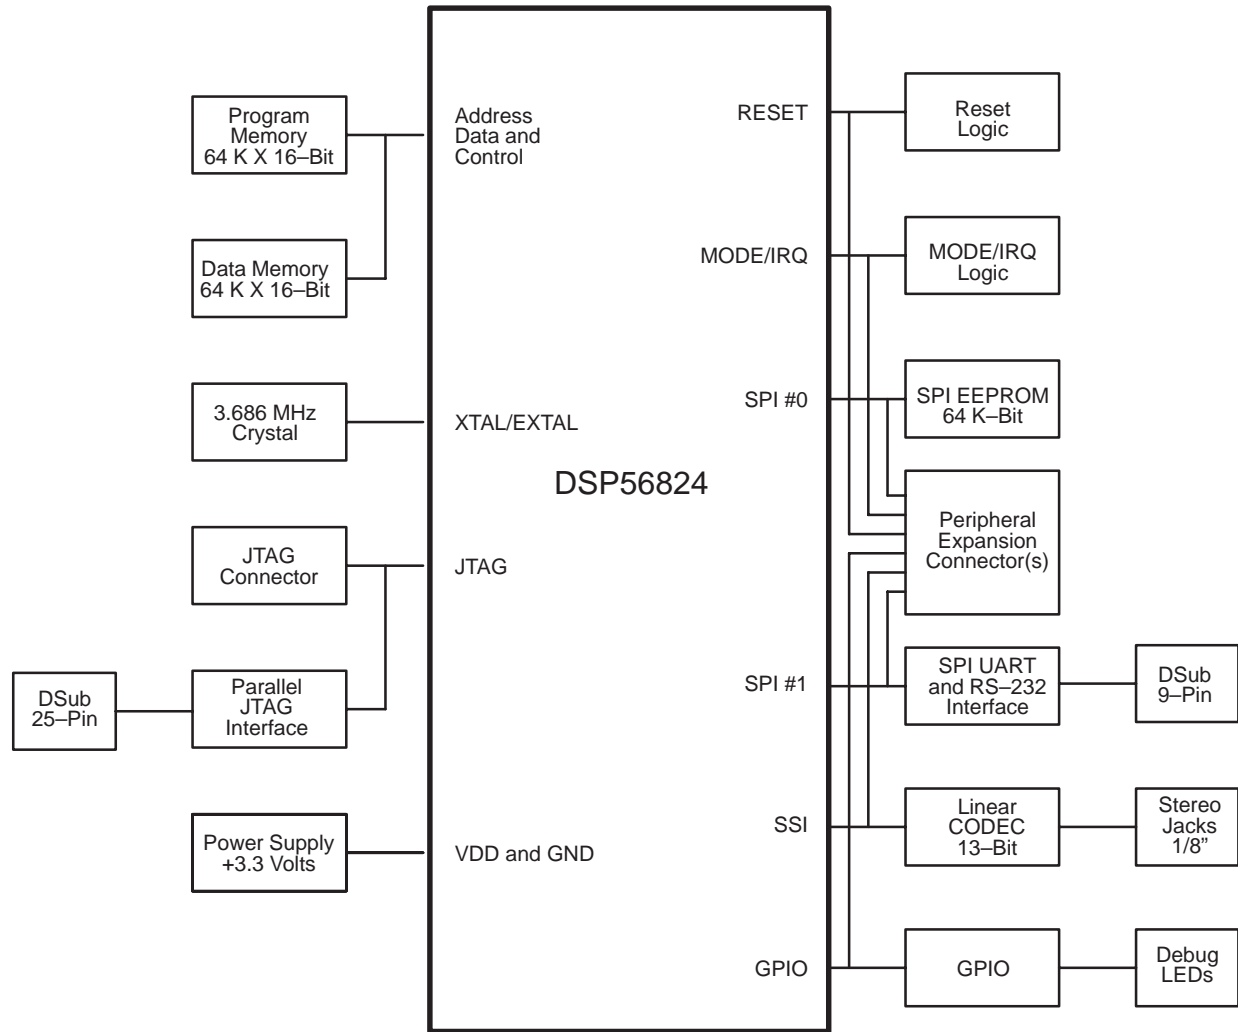 Program
Memory
64 K X 16–Bit
Data Memory
64 K X 16–Bit
3.686 MHz
Crystal
JTAG
Connector
DSub
25–Pin
Parallel
JTAG
Interface
Power Supply
+3.3 Volts
Address
Data and
Control
XTAL/EXTAL
JTAG
VDD and GND
DSP56824
RESET
MODE/IRQ
SPI #0
SPI #1
SSI
GPIO
Reset
Logic
MODE/IRQ
Logic
SPI EEPROM
64 K–Bit
Peripheral
Expansion
Connector(s)
SPI UART
and RS–232
Interface
DSub
9–Pin
Linear
CODEC
13–Bit
Stereo
Jacks
1/8”
GPIO
Debug
LEDs